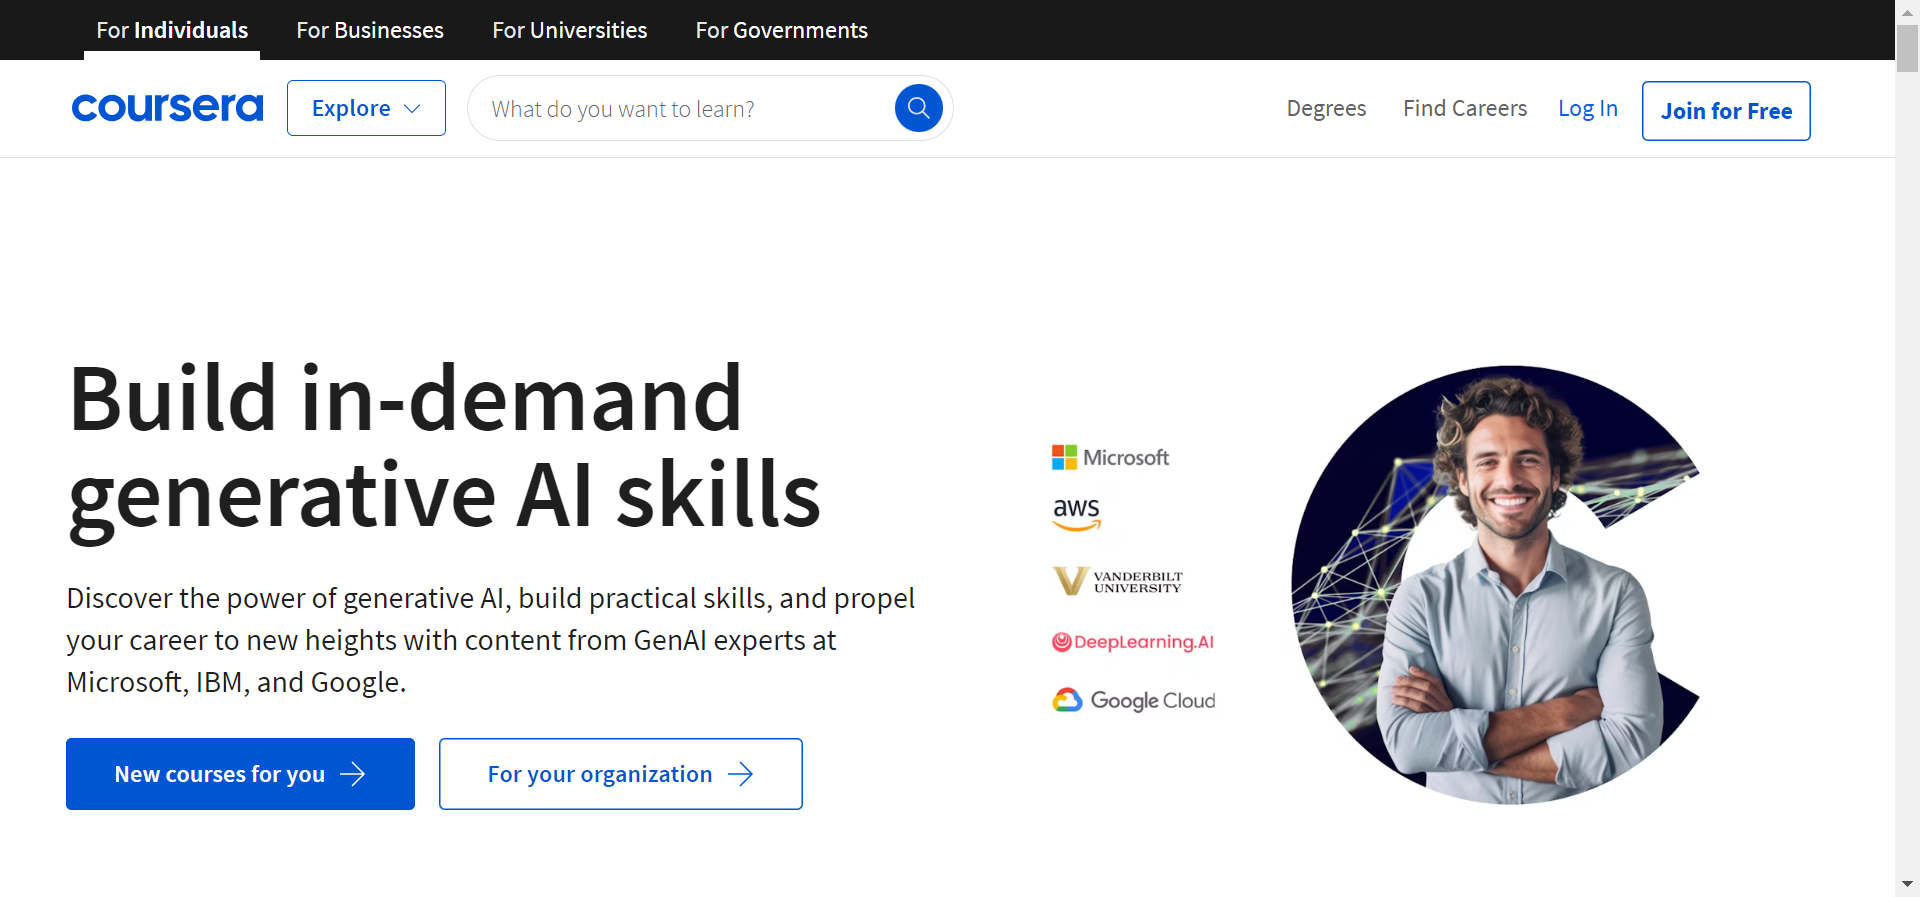 For Individuals For Businesses For Universities For Governments
coursera Explore What do you want to learn? Degrees Find Careers Log In Join for Free
Build in-demand
generative AI skills
Discover the power of generative AI, build practical skills, and propel
your career to new heights with content from GenAI experts at
Microsoft, IBM, and Google.
New courses for you For your organization
Microsoft
aws
VANDERBILT
UNIVERSITY
DeepLearning.AI
Google Cloud